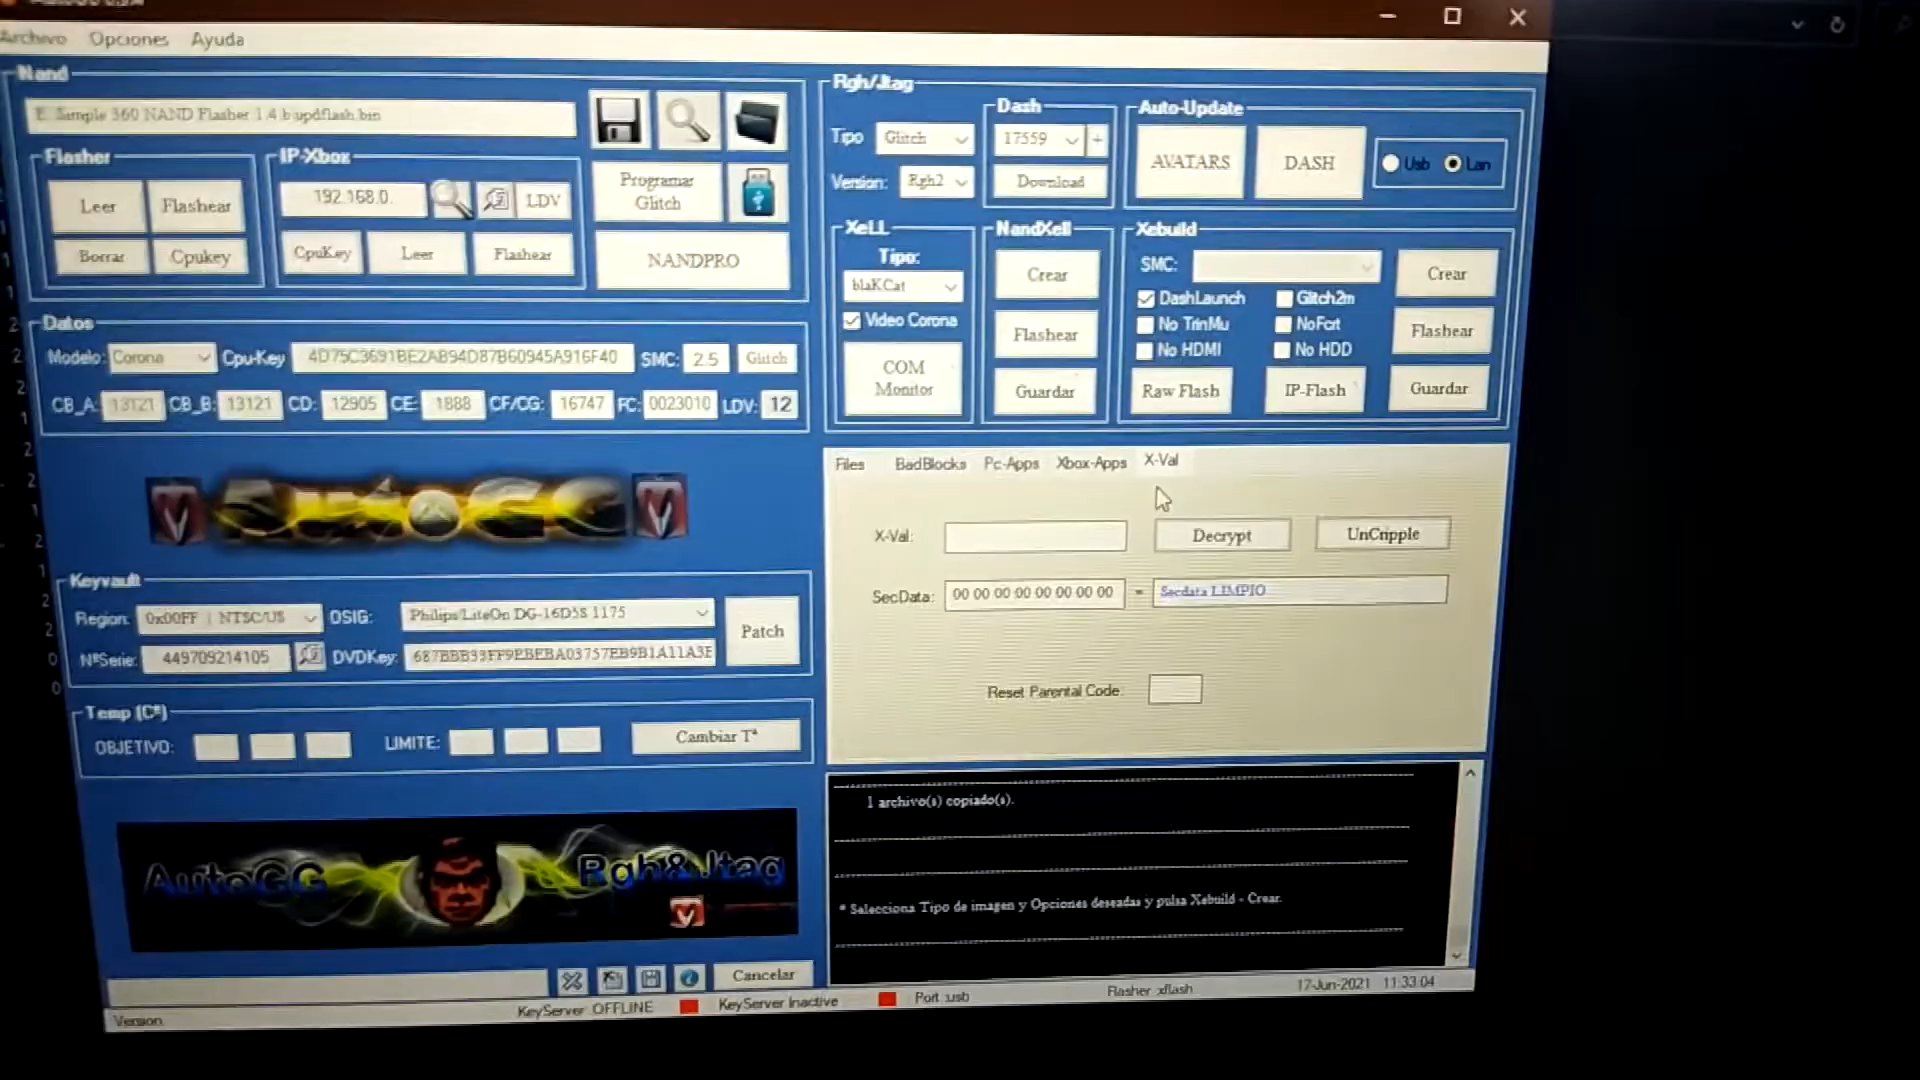 Archivo Opciones Ayuda
Nand
E: Simple 360 NAND Flasher 1.4 b\updflash.bin
Flasher
Leer Flashear
Borrar Cpukey
IP-Xbox
192.168.0. LDV
CpuKey Leer Flashear
Programar Glitch
NANDPRO
Rgh/Jtag
Tipo Glitch
Version: Rgh2
Dash
17559 +
Download
Auto-Update
AVATARS DASH Usb Lan
XeLL
Tipo:
blaKCat
Video Corona
COM Monitor
NandXell
Crear
Flashear
Guardar
Xebuild
SMC: Crear
DashLaunch Glitch2m
No TrinMu NoFcrt Flashear
No HDMI No HDD
Raw Flash IP-Flash Guardar
Datos
Modelo: Corona Cpu-Key 4D75C3691BE2AB94D87B60945A916F40 SMC: 2.5 Glitch
CB_A: 13121 CB_B: 13121 CD: 12905 CE: 1888 CF/CG: 16747 FC: 0023010 LDV: 12
AutoGG
Keyvault
Region: 0x00FF | NTSC/US OSIG: Philips/LiteOn DG-16D5S 1175
NºSerie: 449709214105 DVDKey: 687BBB33FF9EBEBA03757EB9B1A11A3E
Patch
Temp (Cº)
OBJETIVO: LIMITE: Cambiar Tª
Files BadBlocks Pc-Apps Xbox-Apps X-Val
X-Val: Decrypt UnCripple
SecData: 00 00 00 00 00 00 00 00 = Secdata LIMPIO
Reset Parental Code:
1 archivo(s) copiado(s).
* Selecciona Tipo de imagen y Opciones deseadas y pulsa Xebuild - Crear.
AutoGG Rgh&Jtag
Cancelar
Version KeyServer: OFFLINE KeyServer Inactive Port :usb Flasher :xflash 17-Jun-2021 11:33:04